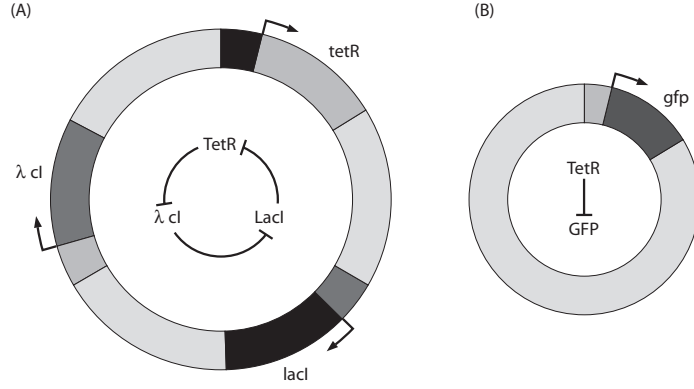 (A)
tetR
λ cI
TetR
λ cI
LacI
lacI
(B)
gfp
TetR
GFP